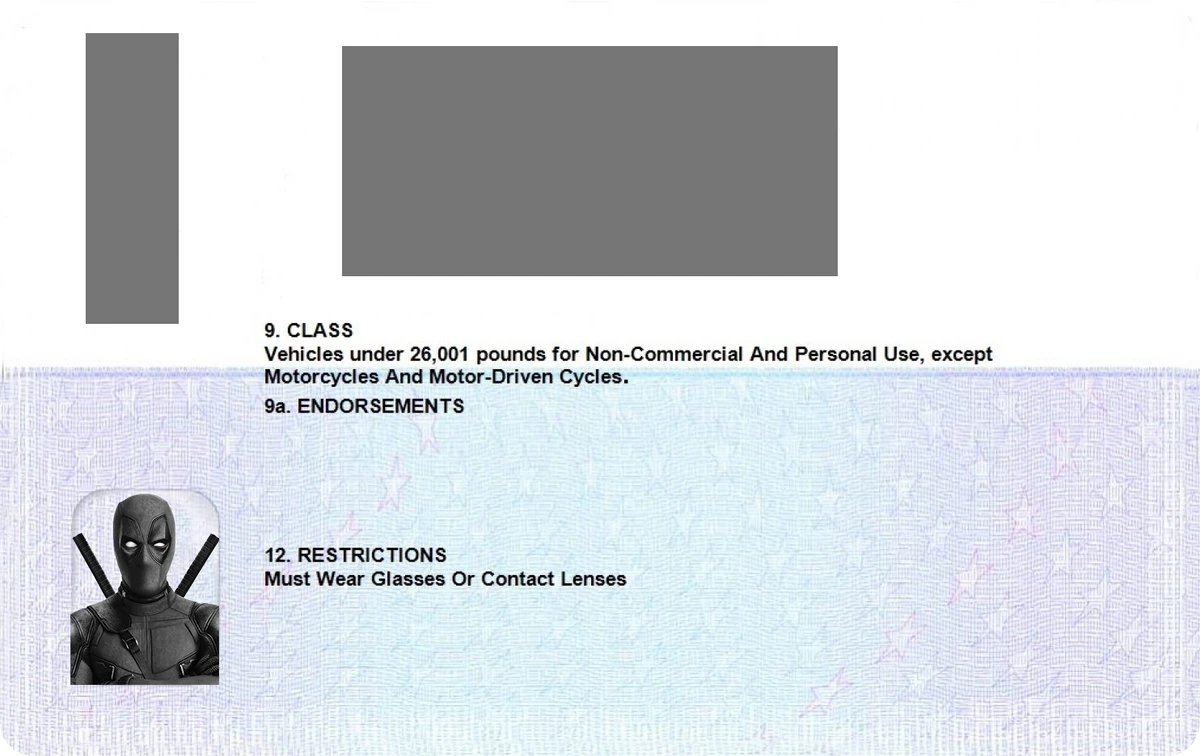 9. CLASS
Vehicles under 26,001 pounds for Non-Commercial And Personal Use, except
Motorcycles And Motor-Driven Cycles.
9a. ENDORSEMENTS
12. RESTRICTIONS
Must Wear Glasses Or Contact Lenses